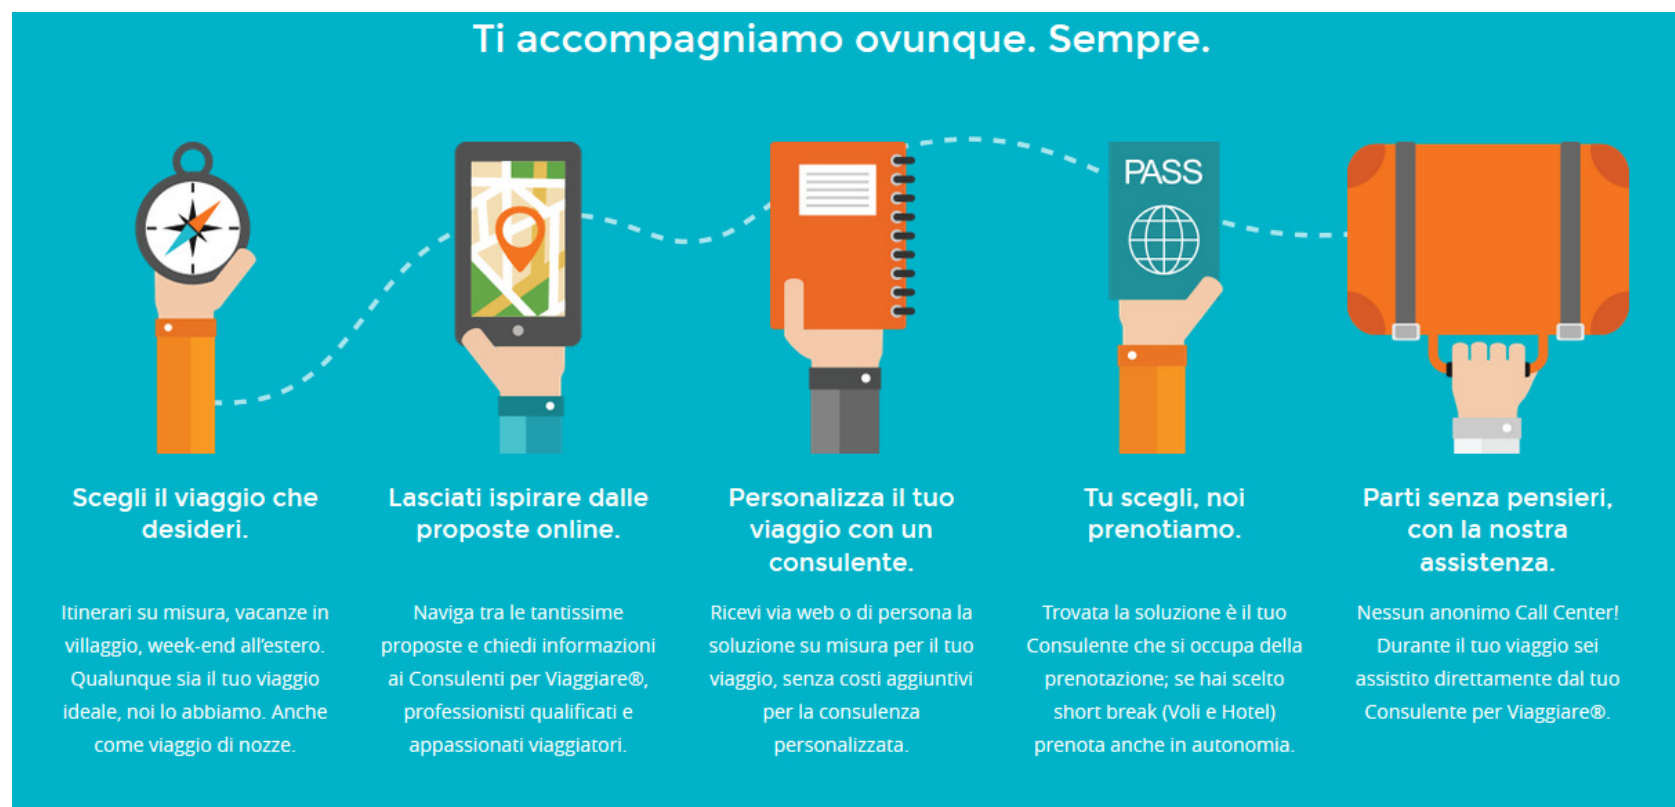 Ti accompagniamo ovunque. Sempre.
PASS
Scegli il viaggio che
desideri.
Itinerari su misura, vacanze in
villaggio, week-end all'estero.
Qualunque sia il tuo viaggio
ideale, noi lo abbiamo. Anche
come viaggio di nozze.
Lasciati ispirare dalle
proposte online.
Naviga tra le tantissime
proposte e chiedi informazioni
ai Consulenti per Viaggiare®,
professionisti qualificati e
appassionati viaggiatori.
Personalizza il tuo
viaggio con un
consulente.
Ricevi via web o di persona la
soluzione su misura per il tuo
viaggio, senza costi aggiuntivi
per la consulenza
personalizzata.
Tu scegli, noi
prenotiamo.
Trovata la soluzione è il tuo
Consulente che si occupa della
prenotazione; se hai scelto
short break (Voli e Hotel)
prenota anche in autonomia.
Parti senza pensieri,
con la nostra
assistenza.
Nessun anonimo Call Center!
Durante il tuo viaggio sei
assistito direttamente dal tuo
Consulente per Viaggiare®.